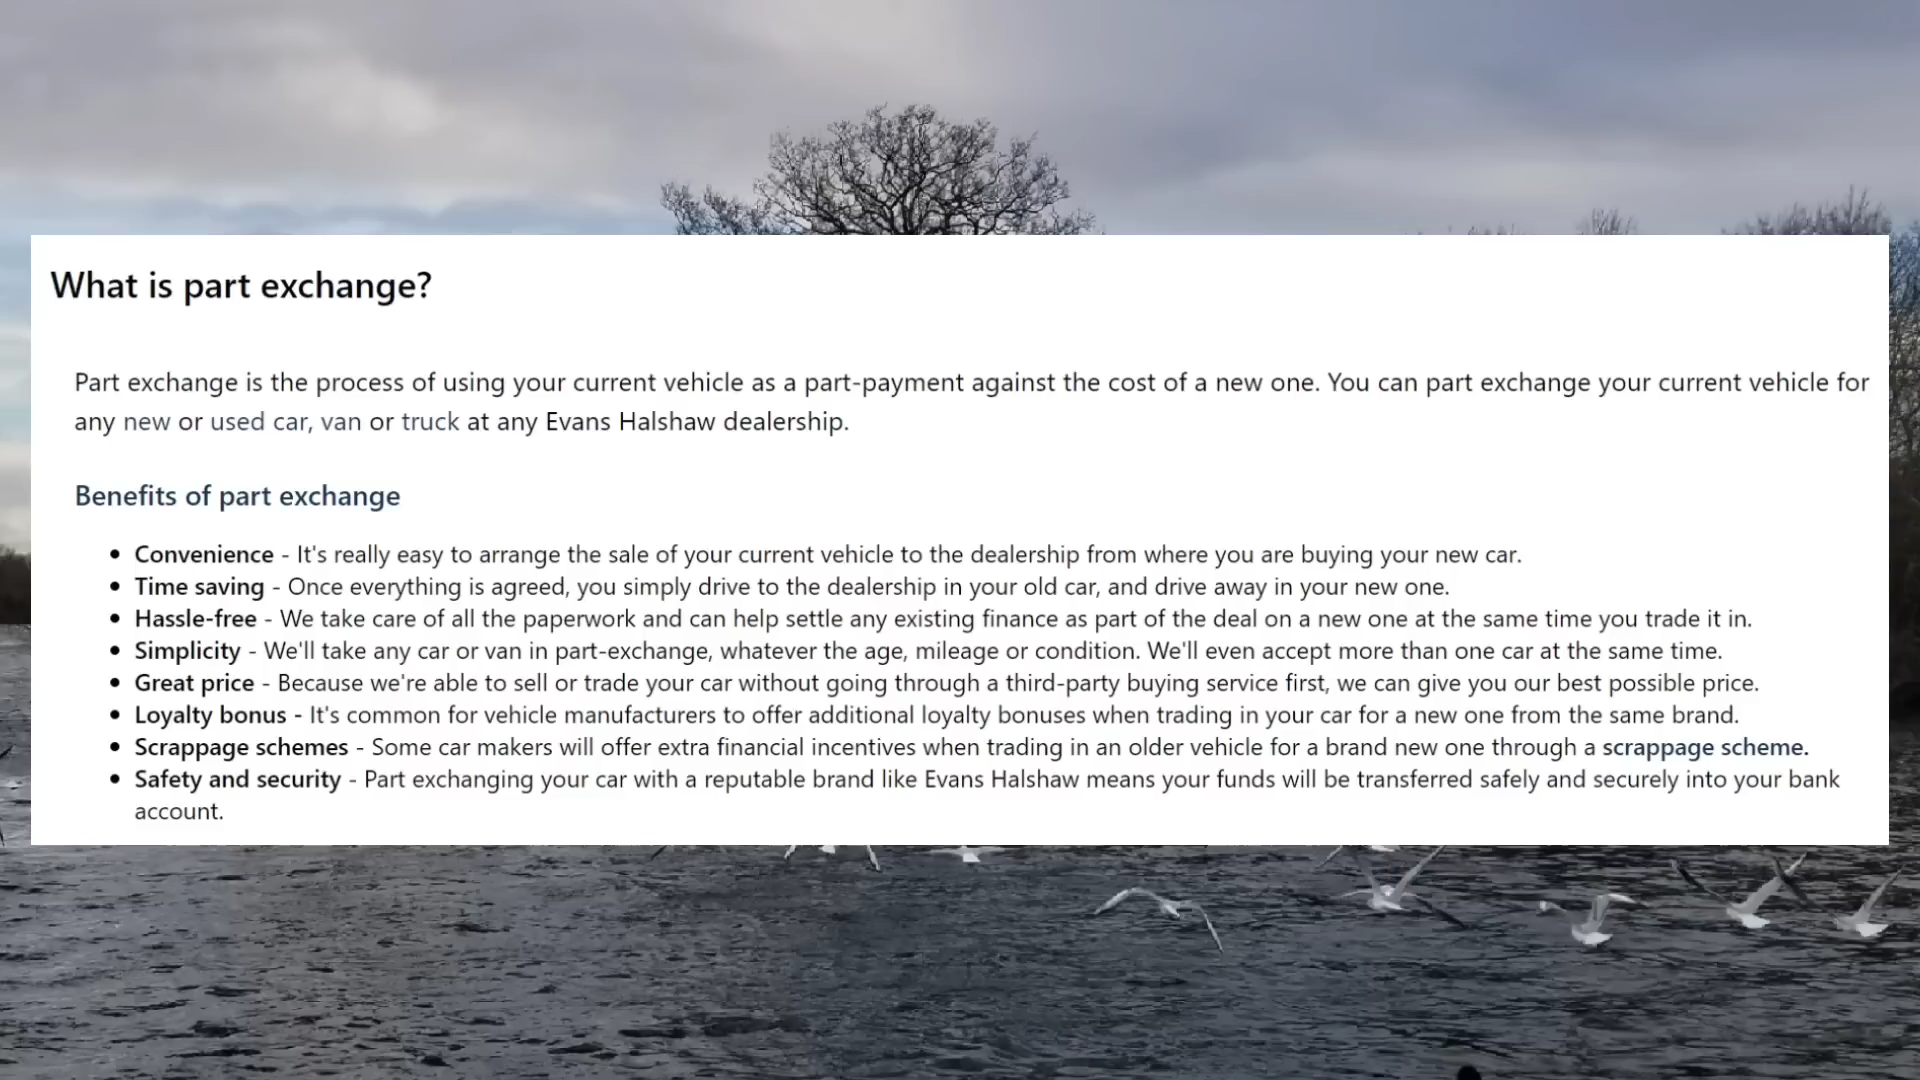 What is part exchange?
Part exchange is the process of using your current vehicle as a part-payment against the cost of a new one. You can part exchange your current vehicle for
any new or used car, van or truck at any Evans Halshaw dealership.
Benefits of part exchange
• Convenience - It's really easy to arrange the sale of your current vehicle to the dealership from where you are buying your new car.
• Time saving - Once everything is agreed, you simply drive to the dealership in your old car, and drive away in your new one.
• Hassle-free - We take care of all the paperwork and can help settle any existing finance as part of the deal on a new one at the same time you trade it in.
• Simplicity - We'll take any car or van in part-exchange, whatever the age, mileage or condition. We'll even accept more than one car at the same time.
• Great price - Because we're able to sell or trade your car without going through a third-party buying service first, we can give you our best possible price.
• Loyalty bonus - It's common for vehicle manufacturers to offer additional loyalty bonuses when trading in your car for a new one from the same brand.
• Scrappage schemes - Some car makers will offer extra financial incentives when trading in an older vehicle for a brand new one through a scrappage scheme.
• Safety and security - Part exchanging your car with a reputable brand like Evans Halshaw means your funds will be transferred safely and securely into your bank
account.